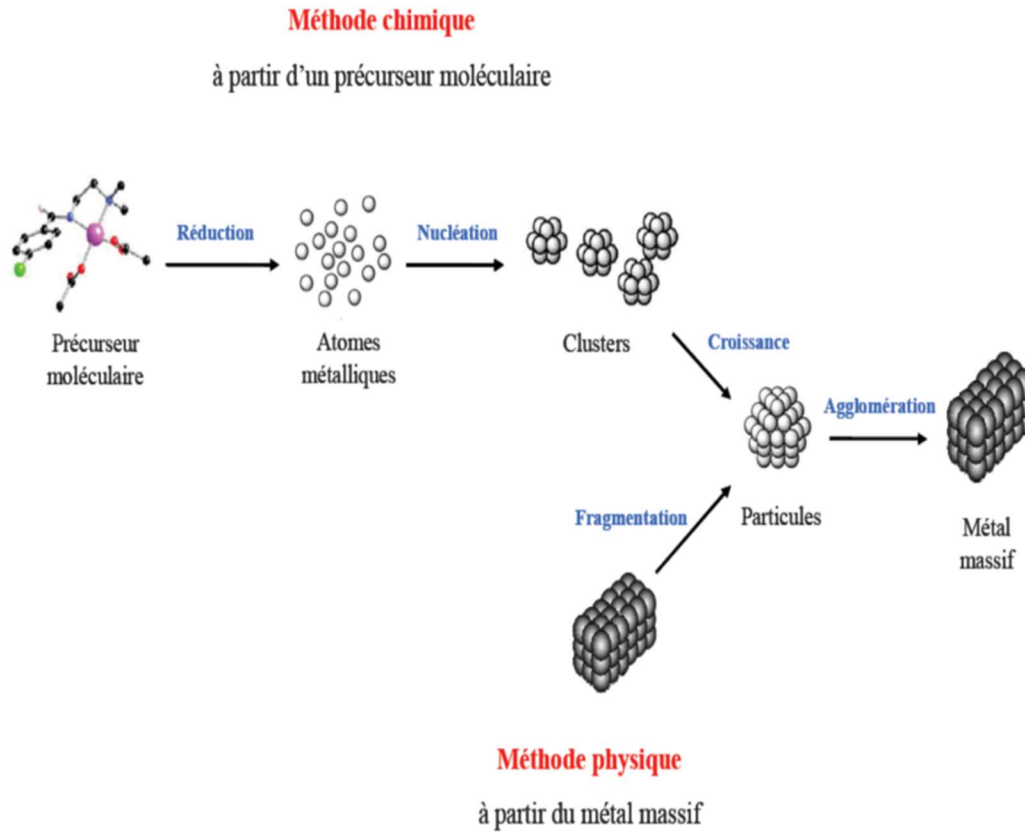 Méthode chimique
à partir d’un précurseur moléculaire
Réduction
Nucléation
Précurseur
moléculaire
Atomes
métalliques
Clusters
Croissance
Agglomération
Fragmentation
Particules
Métal
massif
Méthode physique
à partir du métal massif